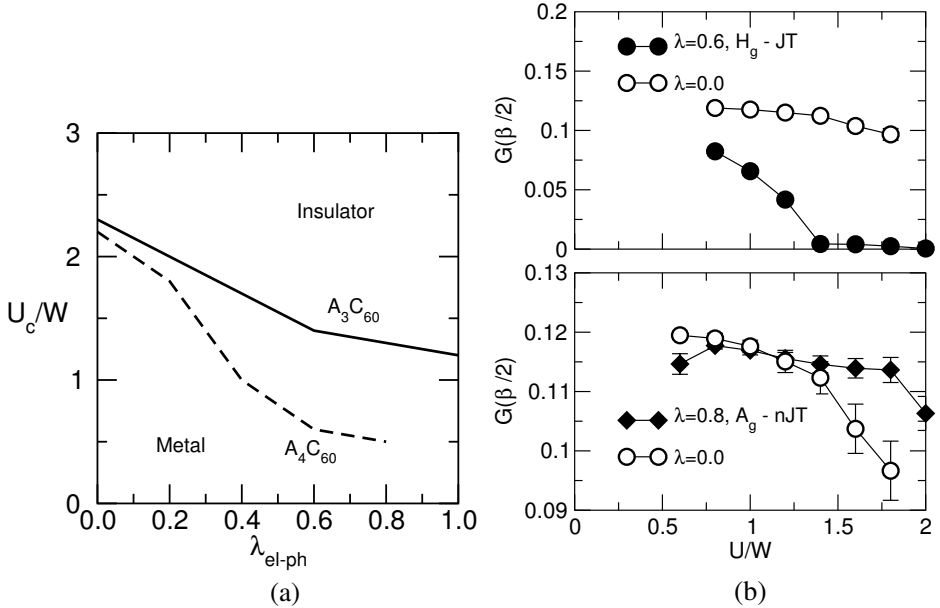 3
2
1
0
U_c/W
Insulator
A_3C_60
Metal
A_4C_60
0.0 0.2 0.4 0.6 0.8 1.0
λ_el-ph
(a)
0.2
0.15
0.1
0.05
0
G(β/2)
λ=0.6, H_g - JT
λ=0.0
0.13
0.12
0.11
0.1
0.09
G(β/2)
λ=0.8, A_g - nJT
λ=0.0
0 0.5 1 1.5 2
U/W
(b)